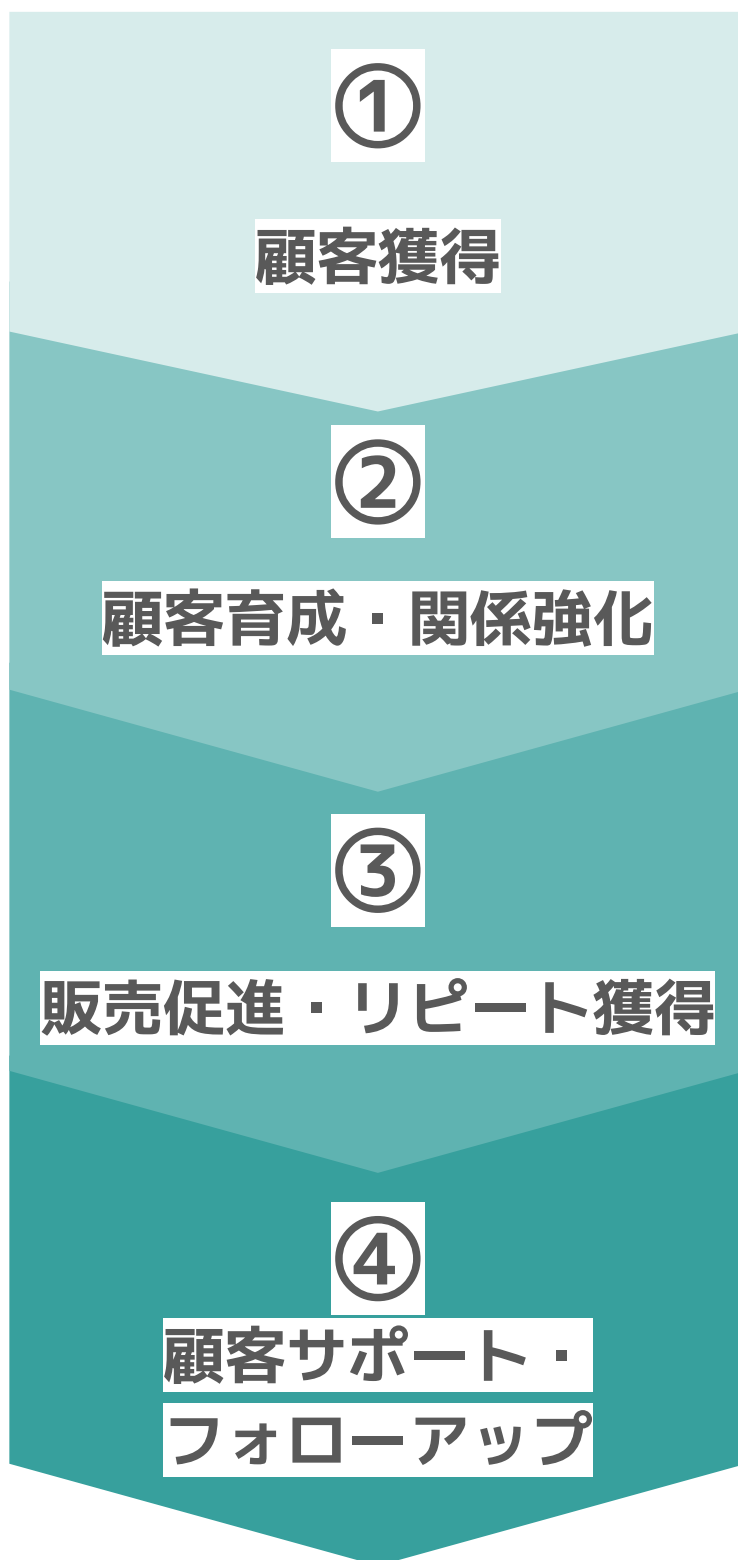 ①
顧客獲得
②
顧客育成・関係強化
③
販売促進・リピート獲得
④
顧客サポート・
フォローアップ